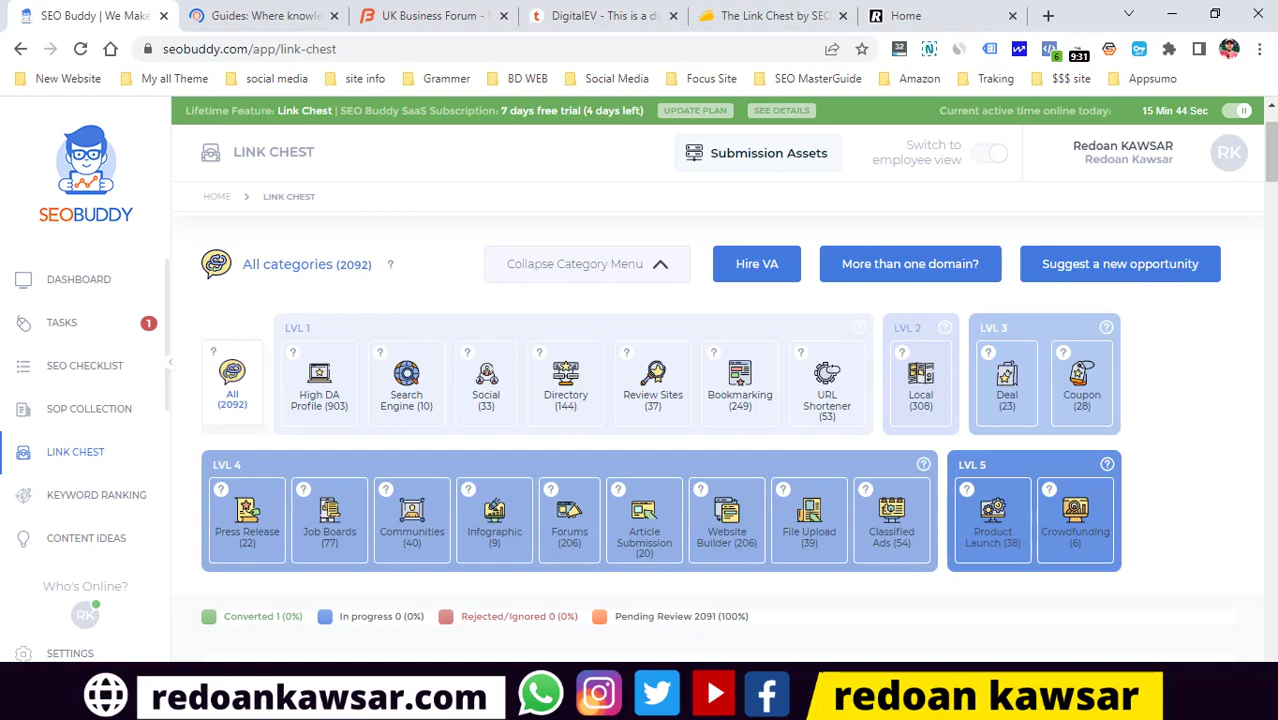 SEO Buddy | We Make
Guides: Where knowle
UK Business Forum - S
DigitalEV - This is a di
The Link Chest by SEO
Home
seobuddy.com/app/link-chest
32
6
9:31
New Website
My all Theme
social media
site info
Grammer
BD WEB
Social Media
Focus Site
SEO MasterGuide
Amazon
Traking
$$$ site
Appsumo
Lifetime Feature: Link Chest | SEO Buddy SaaS Subscription: 7 days free trial (4 days left)
UPDATE PLAN
SEE DETAILS
Current active time online today:
15 Min 44 Sec
LINK CHEST
Submission Assets
Switch to
employee view
Redoan KAWSAR
Redoan Kawsar
RK
HOME > LINK CHEST
SEOBUDDY
DASHBOARD
TASKS
1
SEO CHECKLIST
SOP COLLECTION
LINK CHEST
KEYWORD RANKING
CONTENT IDEAS
Who's Online?
RK
SETTINGS
All categories (2092) ?
Collapse Category Menu
Hire VA
More than one domain?
Suggest a new opportunity
LVL 1
LVL 2
LVL 3
All
(2092)
High DA
Profile (903)
Search
Engine (10)
Social
(33)
Directory
(144)
Review Sites
(37)
Bookmarking
(249)
URL
Shortener
(53)
Local
(308)
Deal
(23)
Coupon
(28)
LVL 4
LVL 5
Press Release
(22)
Job Boards
(77)
Communities
(40)
Infographic
(9)
Forums
(206)
Article
Submission
(20)
Website
Builder (206)
File Upload
(39)
Classified
Ads (54)
Product
Launch (38)
Crowdfunding
(6)
Converted 1 (0%)
In progress 0 (0%)
Rejected/Ignored 0 (0%)
Pending Review 2091 (100%)
redoankawsar.com
redoan kawsar